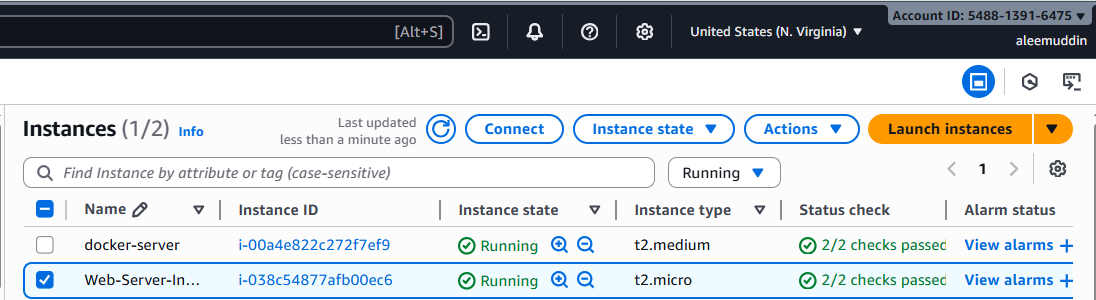 Account ID: 5488-1391-6475
[Alt+S] United States (N. Virginia) aleemuddin
Instances (1/2) Info Last updated less than a minute ago Connect Instance state Actions Launch instances
Find Instance by attribute or tag (case-sensitive) Running 1
Name Instance ID Instance state Instance type Status check Alarm status
docker-server i-00a4e822c272f7ef9 Running t2.medium 2/2 checks passed View alarms +
Web-Server-In... i-038c54877afb00ec6 Running t2.micro 2/2 checks passed View alarms +